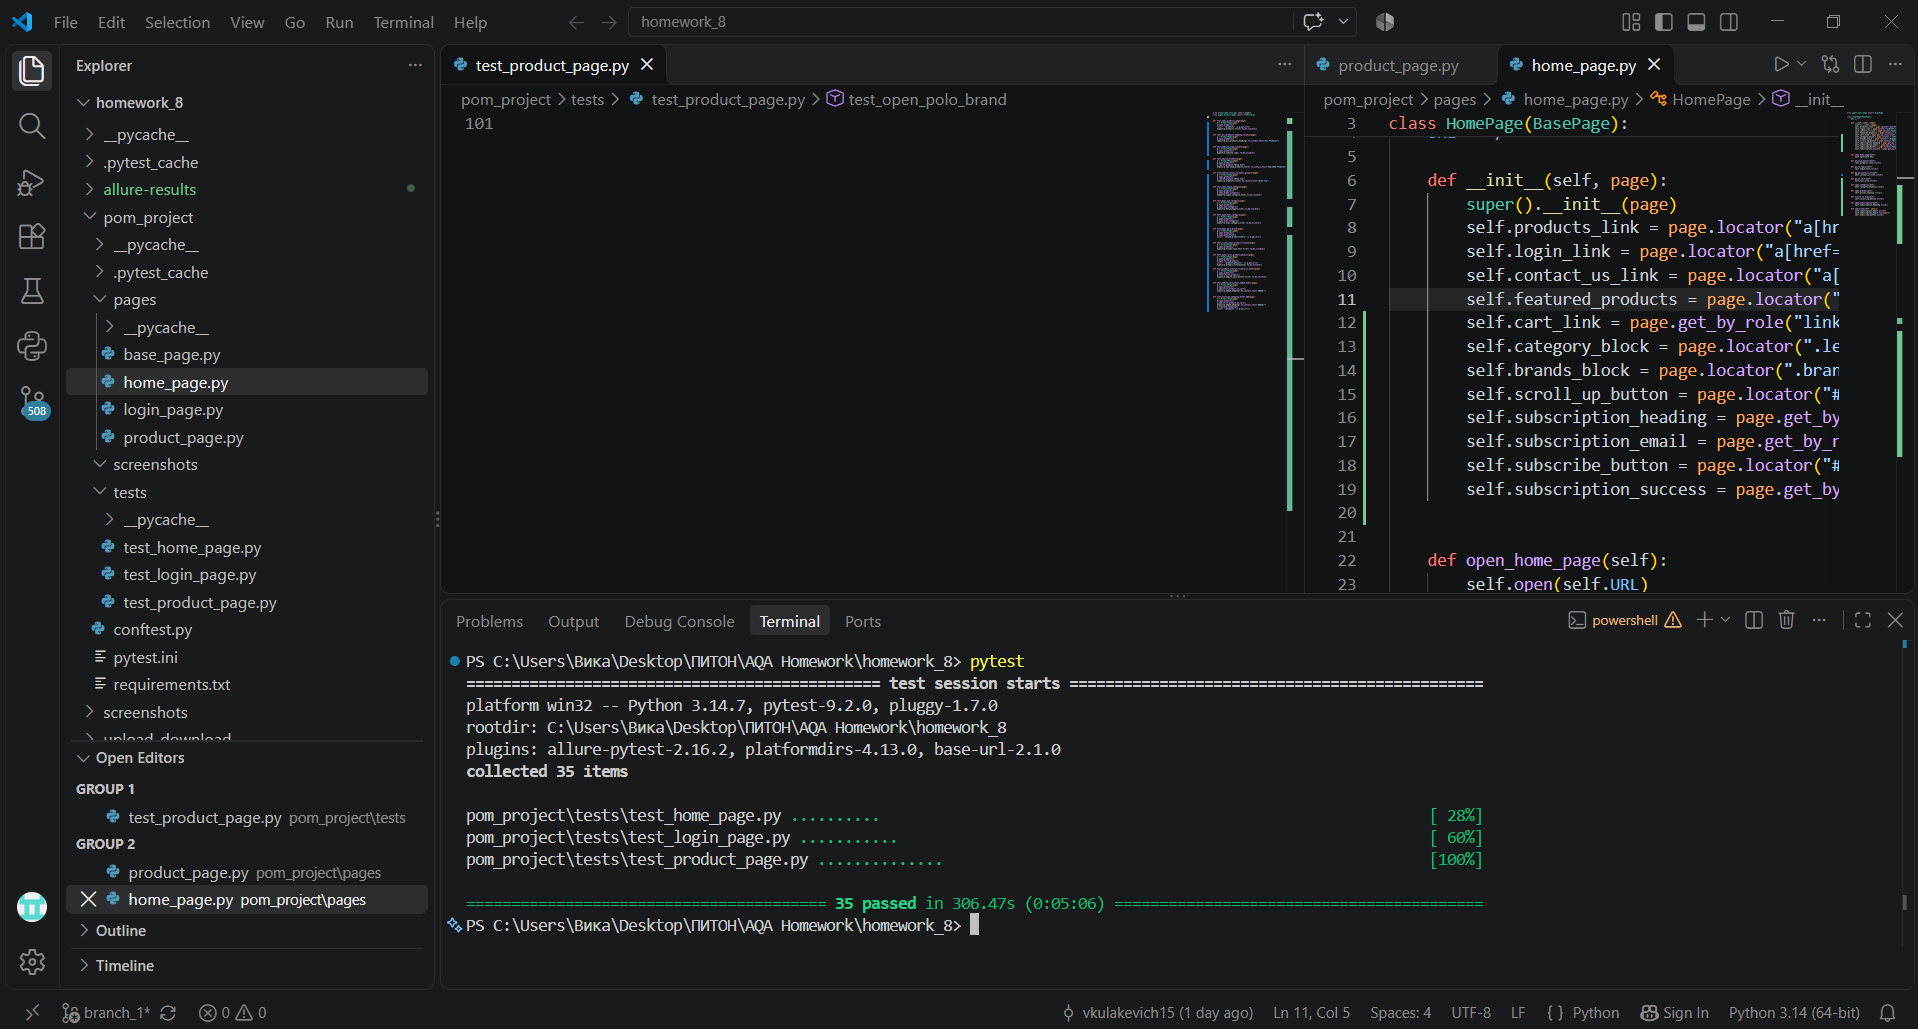 File Edit Selection View Go Run Terminal Help
homework_8
Explorer
homework_8
__pycache__
.pytest_cache
allure-results
pom_project
__pycache__
.pytest_cache
pages
__pycache__
base_page.py
home_page.py
login_page.py
product_page.py
screenshots
tests
__pycache__
test_home_page.py
test_login_page.py
test_product_page.py
conftest.py
pytest.ini
requirements.txt
screenshots
upload_download
Open Editors
GROUP 1
test_product_page.py pom_project\tests
GROUP 2
product_page.py pom_project\pages
home_page.py pom_project\pages
Outline
Timeline
508
test_product_page.py
pom_project > tests > test_product_page.py > test_open_polo_brand
101
product_page.py home_page.py
pom_project > pages > home_page.py > HomePage > __init__
3 class HomePage(BasePage):
5
6 def __init__(self, page):
7 super().__init__(page)
8 self.products_link = page.locator("a[hr
9 self.login_link = page.locator("a[href=
10 self.contact_us_link = page.locator("a[
11 self.featured_products = page.locator("
12 self.cart_link = page.get_by_role("link
13 self.category_block = page.locator(".le
14 self.brands_block = page.locator(".bran
15 self.scroll_up_button = page.locator("#
16 self.subscription_heading = page.get_by
17 self.subscription_email = page.get_by_r
18 self.subscribe_button = page.locator("#
19 self.subscription_success = page.get_by
20
21
22 def open_home_page(self):
23 self.open(self.URL)
Problems Output Debug Console Terminal Ports
powershell
PS C:\Users\Вика\Desktop\ПИТОН\AQA Homework\homework_8> pytest
============================================== test session starts ==============================================
platform win32 -- Python 3.14.7, pytest-9.2.0, pluggy-1.7.0
rootdir: C:\Users\Вика\Desktop\ПИТОН\AQA Homework\homework_8
plugins: allure-pytest-2.16.2, platformdirs-4.13.0, base-url-2.1.0
collected 35 items
pom_project\tests\test_home_page.py .......... [ 28%]
pom_project\tests\test_login_page.py ........... [ 60%]
pom_project\tests\test_product_page.py .............. [100%]
======================================== 35 passed in 306.47s (0:05:06) =========================================
PS C:\Users\Вика\Desktop\ПИТОН\AQA Homework\homework_8>
branch_1* 0 0 vkulakevich15 (1 day ago) Ln 11, Col 5 Spaces: 4 UTF-8 LF { } Python Sign In Python 3.14 (64-bit)